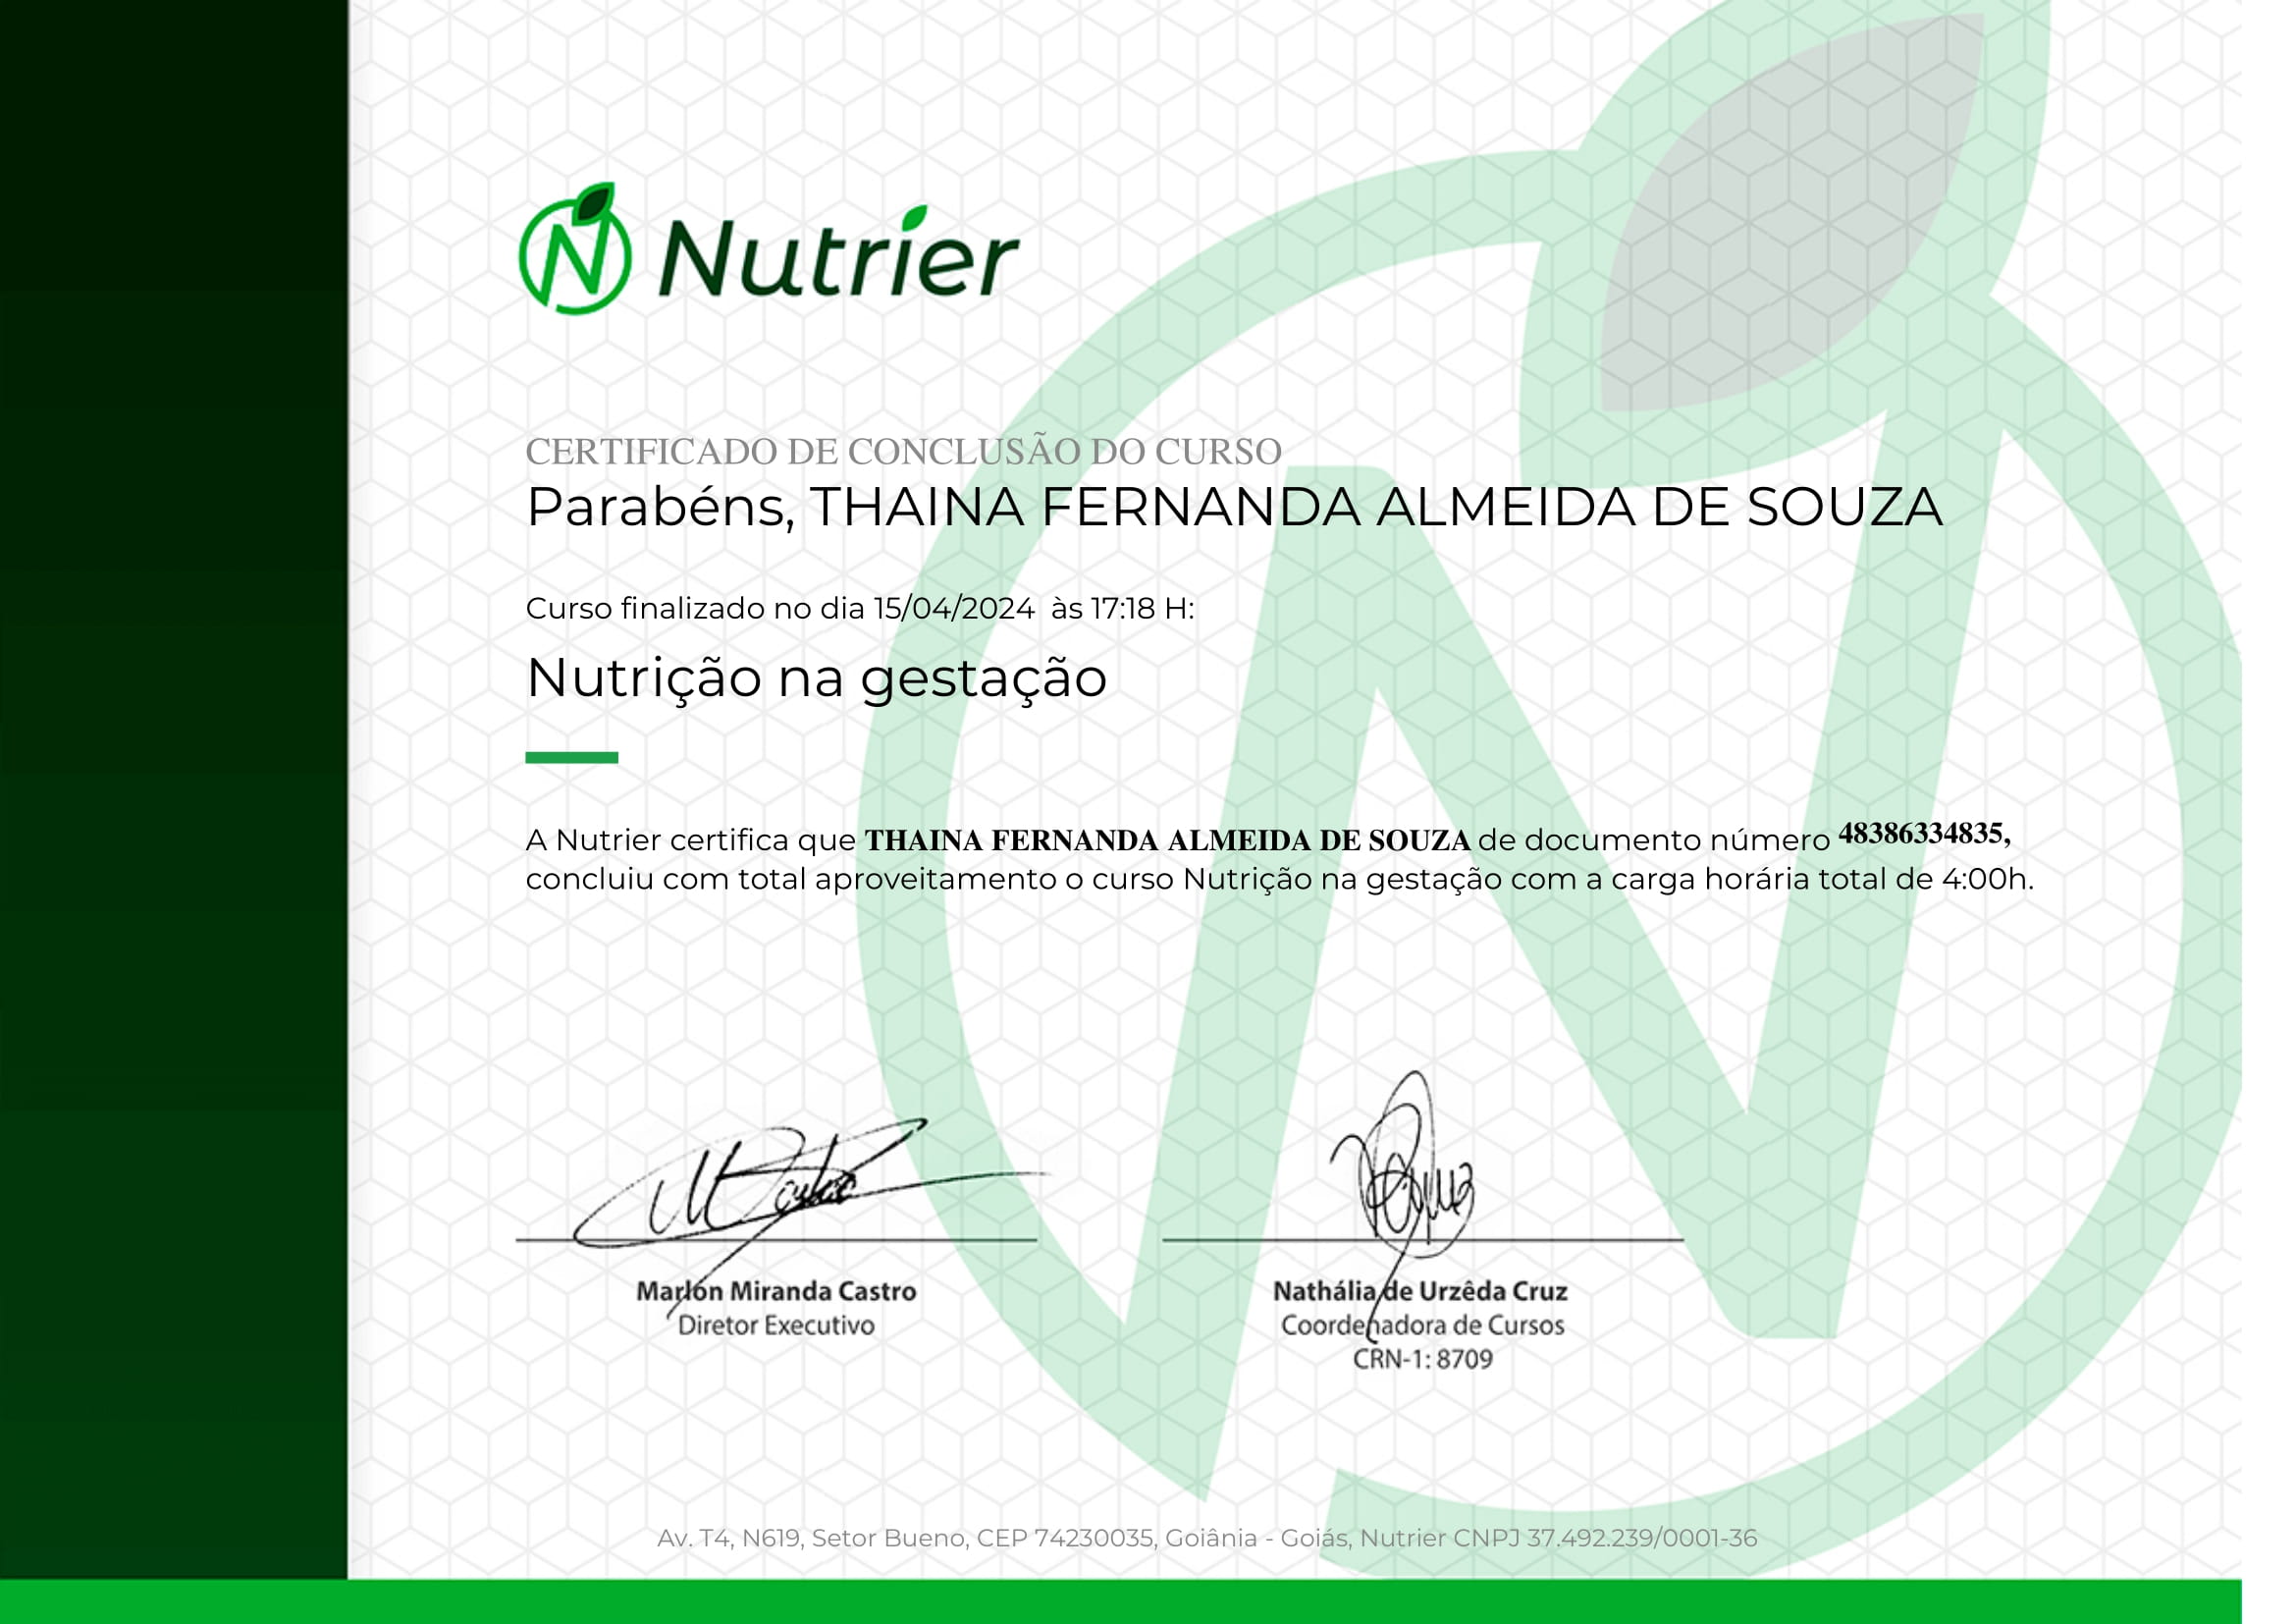 Nutrier
CERTIFICADO DE CONCLUSÃO DO CURSO
Parabéns, THAINA FERNANDA ALMEIDA DE SOUZA
Curso finalizado no dia 15/04/2024 às 17:18 H:
Nutrição na gestação
A Nutrier certifica que THAINA FERNANDA ALMEIDA DE SOUZA de documento número 48386334835,
concluiu com total aproveitamento o curso Nutrição na gestação com a carga horária total de 4:00h.
Marlon Miranda Castro
Diretor Executivo
Nathália de Urzêda Cruz
Coordenadora de Cursos
CRN-1: 8709
Av. T4, N619, Setor Bueno, CEP 74230035, Goiânia - Goiás, Nutrier CNPJ 37.492.239/0001-36